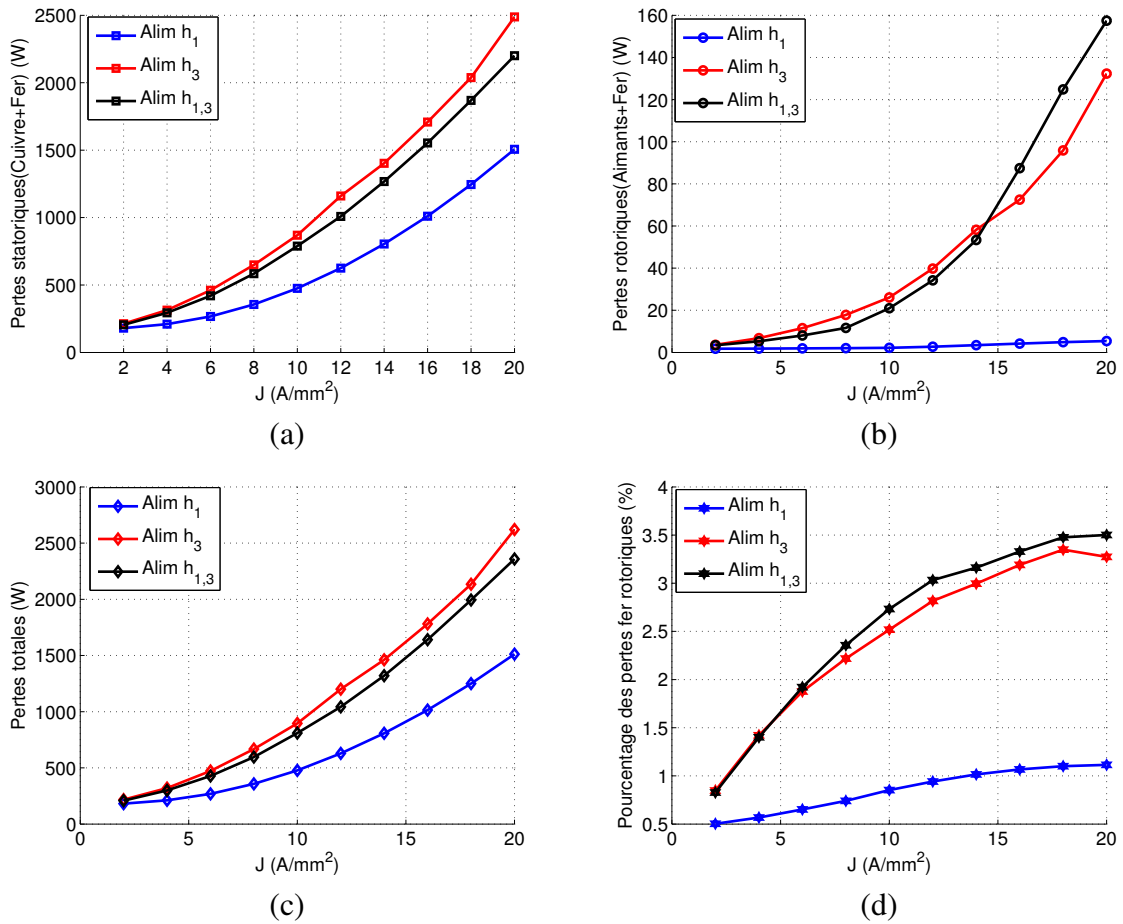 Pertes statoriques(Cuivre+Fer) (W)
2500
2000
1500
1000
500
0
Alim h1
Alim h3
Alim h1,3
2 4 6 8 10 12 14 16 18 20
J (A/mm2)
(a)
Pertes rotoriques(Aimants+Fer) (W)
160
140
120
100
80
60
40
20
0
Alim h1
Alim h3
Alim h1,3
0 5 10 15 20
J (A/mm2)
(b)
Pertes totales (W)
3000
2500
2000
1500
1000
500
0
Alim h1
Alim h3
Alim h1,3
0 5 10 15 20
J (A/mm2)
(c)
Pourcentage des pertes fer rotoriques (%)
4
3.5
3
2.5
2
1.5
1
0.5
Alim h1
Alim h3
Alim h1,3
0 5 10 15 20
J (A/mm2)
(d)